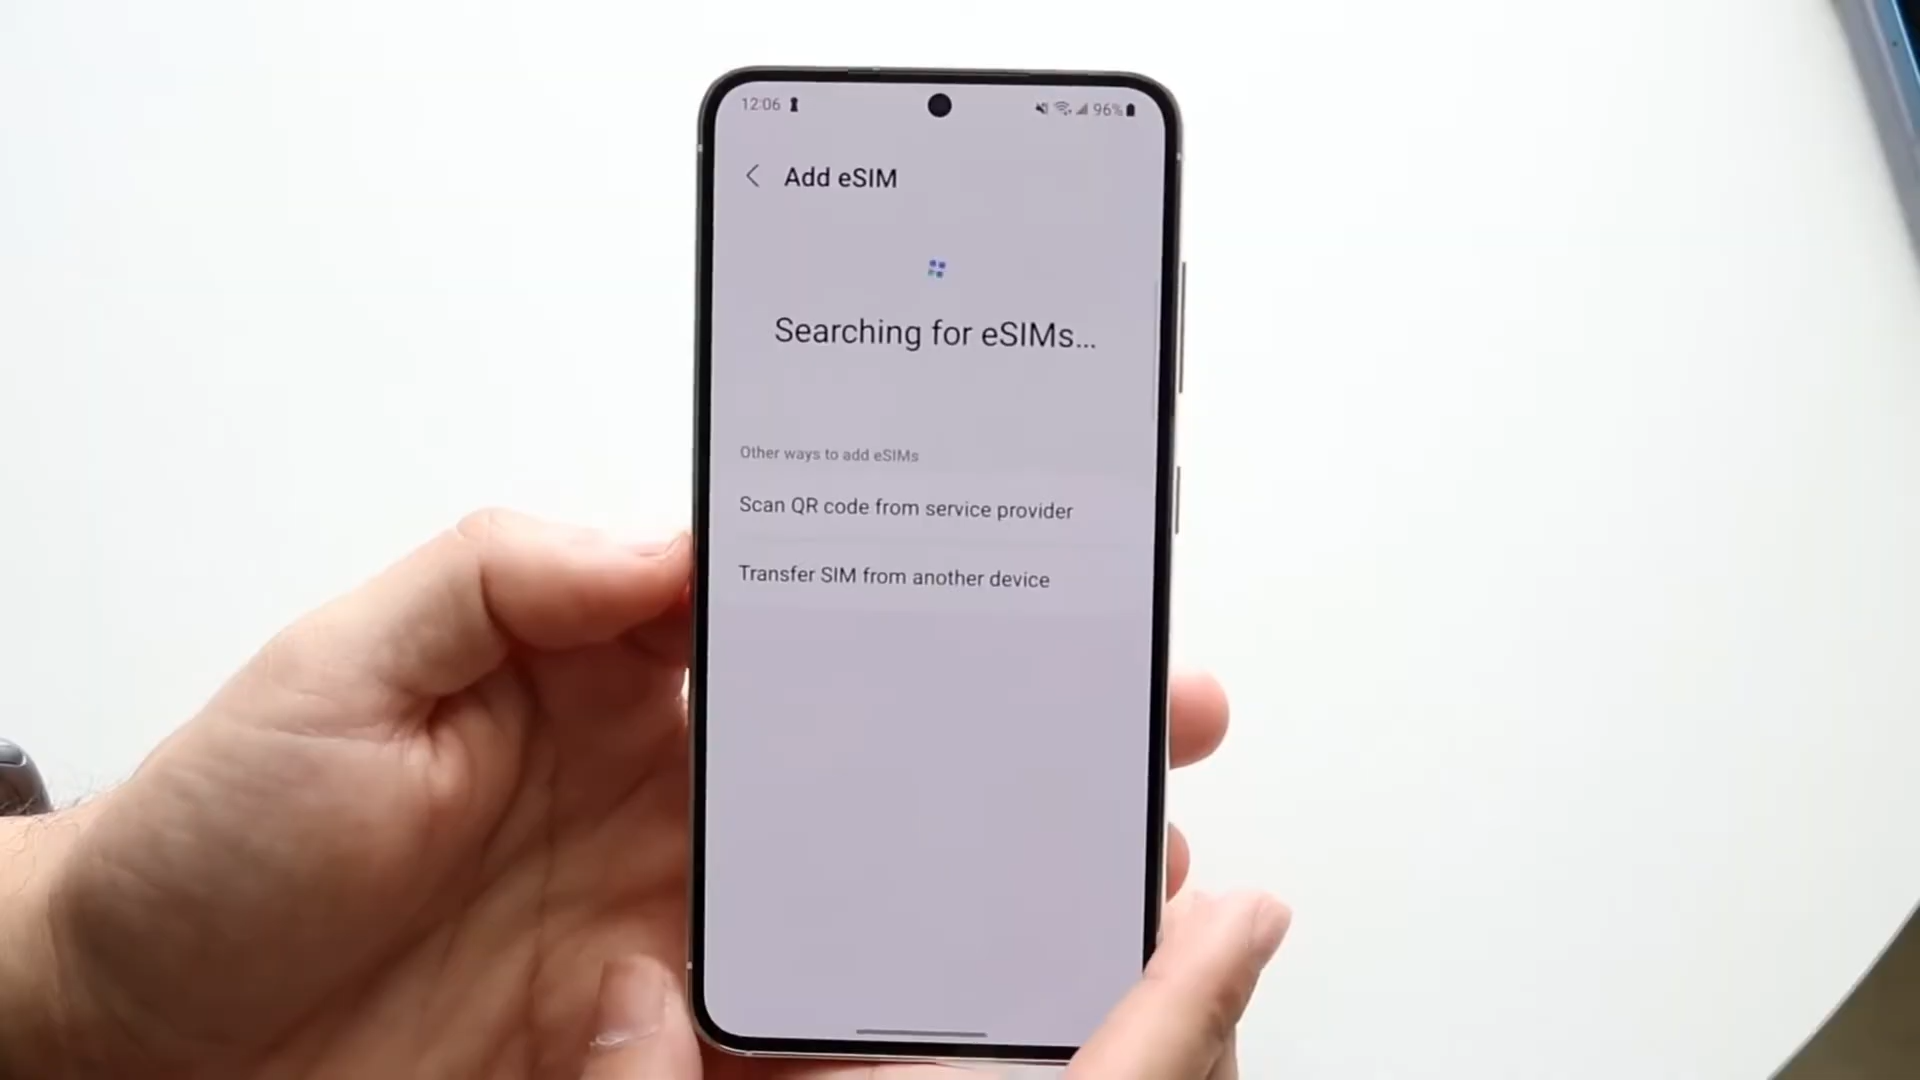 12:06 96%
Add eSIM
Searching for eSIMs...
Other ways to add eSIMs
Scan QR code from service provider
Transfer SIM from another device